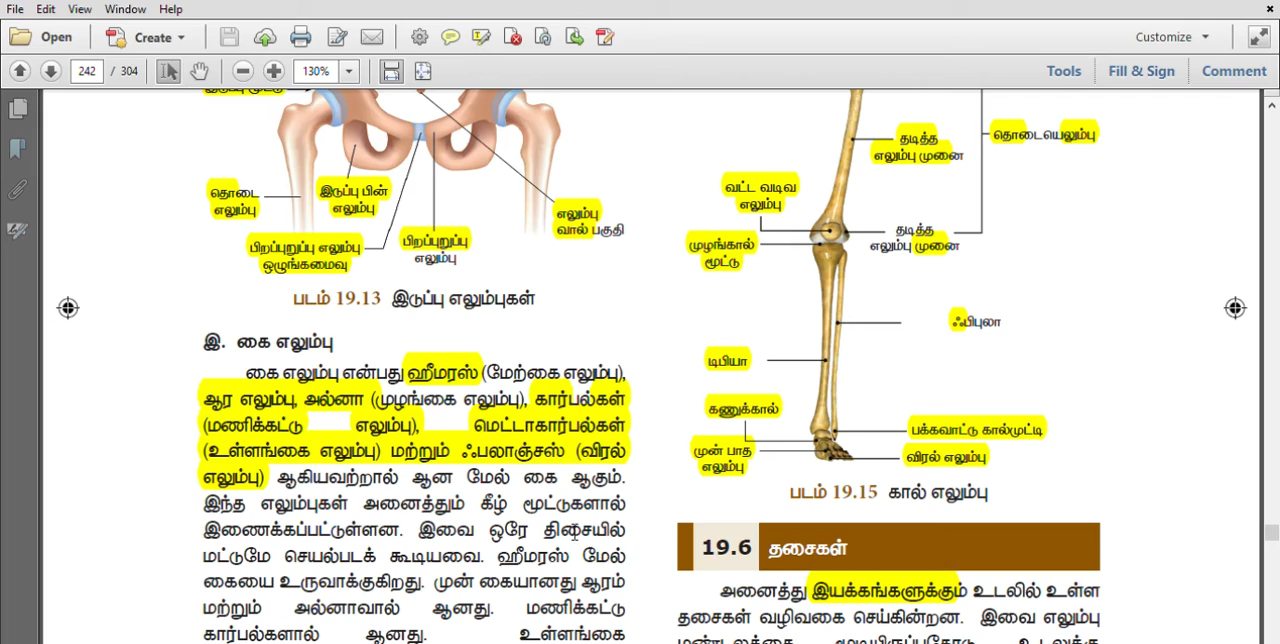 File Edit View Window Help
Open Create Customize
242 / 304 130% Tools Fill & Sign Comment
தொடை
எலும்பு
இடுப்பு பின்
எலும்பு
பிறப்புறுப்பு எலும்பு
ஒழுங்கமைவு
பிறப்புறுப்பு
எலும்பு
எலும்பு
வால் பகுதி
படம் 19.13 இடுப்பு எலும்புகள்
இ. கை எலும்பு
கை எலும்பு என்பது ஹீமரஸ் (மேற்கை எலும்பு),
ஆர எலும்பு, அல்னா (முழங்கை எலும்பு), கார்பல்கள்
(மணிக்கட்டு எலும்பு), மெட்டாகார்பல்கள்
(உள்ளங்கை எலும்பு) மற்றும் ஃபலாஞ்சஸ் (விரல்
எலும்பு) ஆகியவற்றால் ஆன மேல் கை ஆகும்.
இந்த எலும்புகள் அனைத்தும் கீழ் மூட்டுகளால்
இணைக்கப்பட்டுள்ளன. இவை ஒரே திசையில்
மட்டுமே செயல்படக் கூடியவை. ஹீமரஸ் மேல்
கையை உருவாக்குகிறது. முன் கையானது ஆரம்
மற்றும் அல்னாவால் ஆனது. மணிக்கட்டு
கார்பல்களால் ஆனது. உள்ளங்கை
தடித்த
எலும்பு முனை
தொடையெலும்பு
வட்ட வடிவ
எலும்பு
தடித்த
எலும்பு முனை
முழங்கால்
மூட்டு
ஃபிபுலா
டிபியா
கணுக்கால்
பக்கவாட்டு கால்முட்டி
முன் பாத
எலும்பு
விரல் எலும்பு
படம் 19.15 கால் எலும்பு
19.6 தசைகள்
அனைத்து இயக்கங்களுக்கும் உடலில் உள்ள
தசைகள் வழிவகை செய்கின்றன. இவை எலும்பு